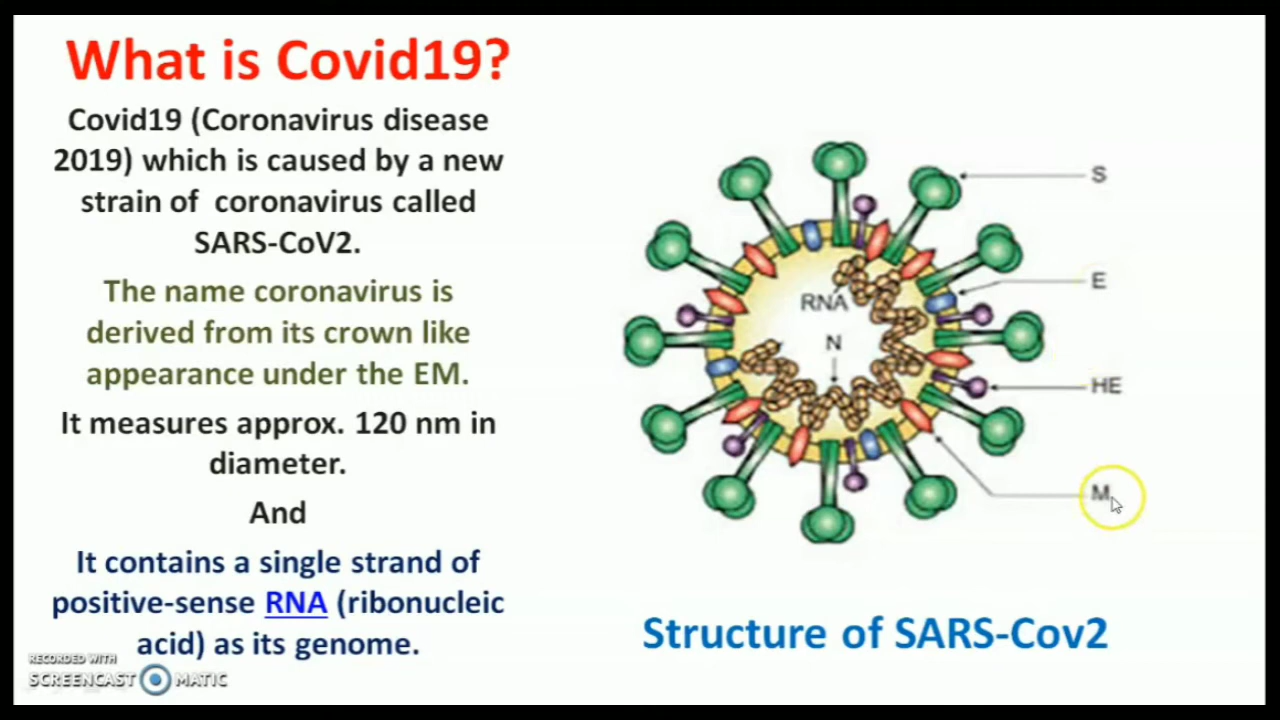 What is Covid19?
Covid19 (Coronavirus disease
2019) which is caused by a new
strain of coronavirus called
SARS-CoV2.
The name coronavirus is
derived from its crown like
appearance under the EM.
It measures approx. 120 nm in
diameter.
And
It contains a single strand of
positive-sense RNA (ribonucleic
acid) as its genome.
RECORDED WITH
SCREENCAST MATIC
S
E
RNA
N
HE
M
Structure of SARS-Cov2